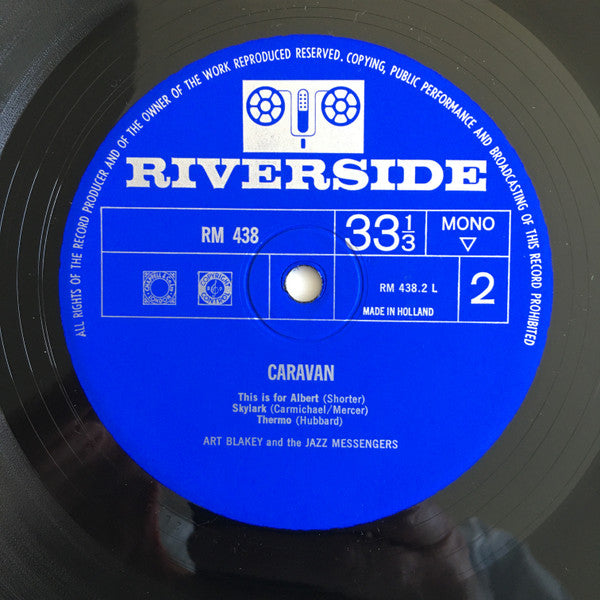 ALL RIGHTS OF THE RECORD PRODUCER AND OF THE OWNER OF THE WORK REPRODUCED RESERVED. COPYING, PUBLIC PERFORMANCE AND BROADCASTING OF THIS RECORD PROHIBITED
RIVERSIDE
RM 438
33 1/3
MONO
RM 438.2 L
MADE IN HOLLAND
2
CARAVAN
This is for Albert (Shorter)
Skylark (Carmichael/Mercer)
Thermo (Hubbard)
ART BLAKEY and the JAZZ MESSENGERS